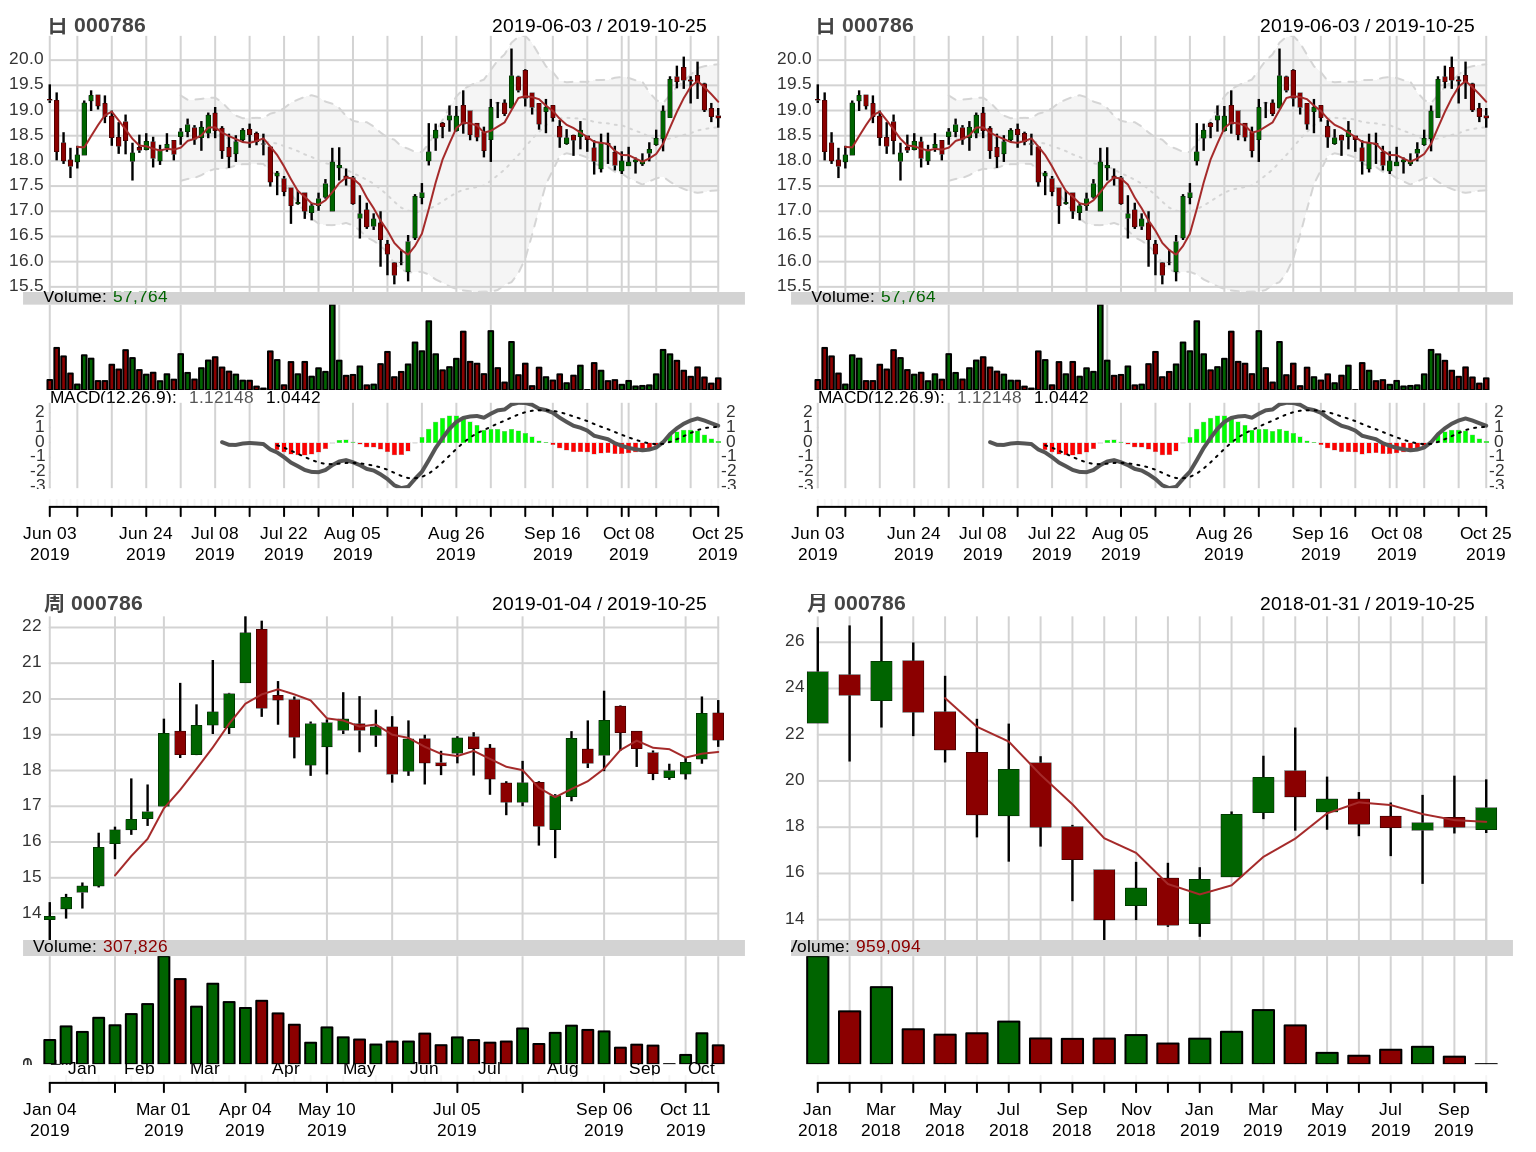 日 000786
2019-06-03 / 2019-10-25
20.0
19.5
19.0
18.5
18.0
17.5
17.0
16.5
16.0
15.5
Volume: 57,764
MACD(12,26,9): 1.12148 1.0442
2 2
1 1
0 0
-1 -1
-2 -2
-3 -3
Jun 03 Jun 24 Jul 08 Jul 22 Aug 05 Aug 26 Sep 16 Oct 08 Oct 25
2019 2019 2019 2019 2019 2019 2019 2019 2019
日 000786
2019-06-03 / 2019-10-25
20.0
19.5
19.0
18.5
18.0
17.5
17.0
16.5
16.0
15.5
Volume: 57,764
MACD(12,26,9): 1.12148 1.0442
2 2
1 1
0 0
-1 -1
-2 -2
-3 -3
Jun 03 Jun 24 Jul 08 Jul 22 Aug 05 Aug 26 Sep 16 Oct 08 Oct 25
2019 2019 2019 2019 2019 2019 2019 2019 2019
周 000786
2019-01-04 / 2019-10-25
22
21
20
19
18
17
16
15
14
Volume: 307,826
Jan Feb Mar Apr May Jun Jul Aug Sep Oct
Jan 04 Mar 01 Apr 04 May 10 Jul 05 Sep 06 Oct 11
2019 2019 2019 2019 2019 2019 2019
月 000786
2018-01-31 / 2019-10-25
26
24
22
20
18
16
14
Volume: 959,094
Jan Mar May Jul Sep Nov Jan Mar May Jul Sep
2018 2018 2018 2018 2018 2018 2019 2019 2019 2019 2019